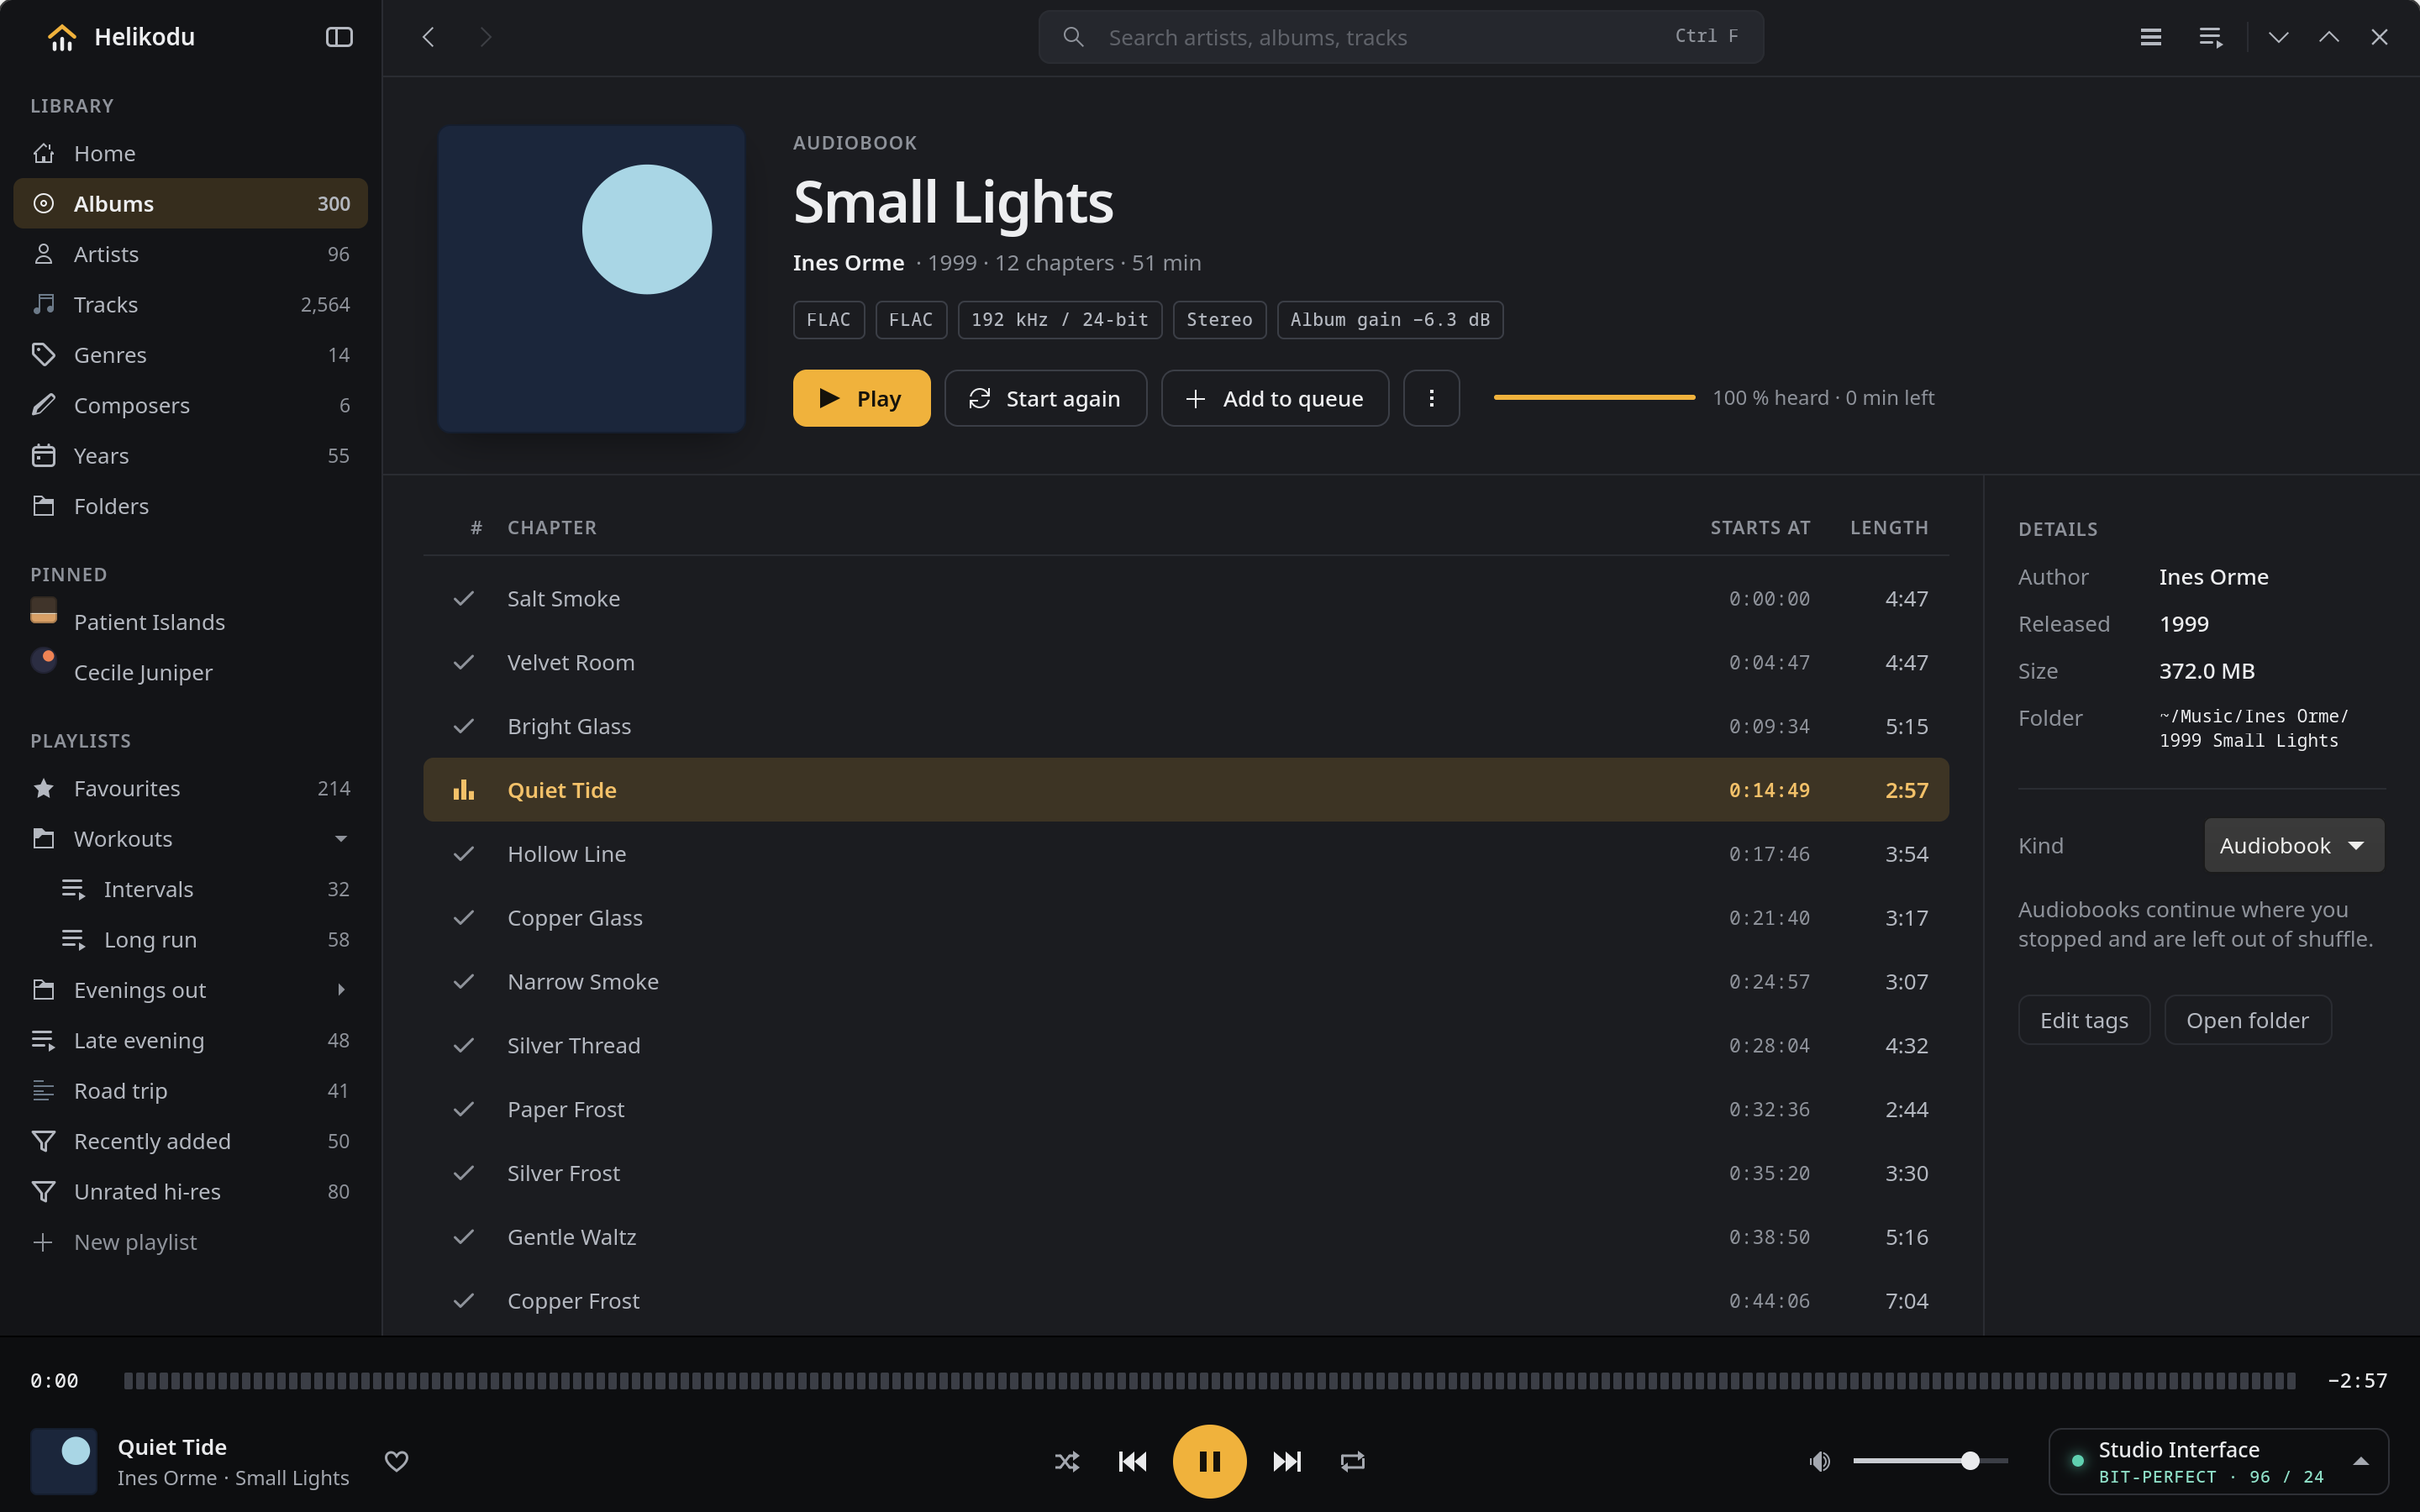 Helikodu
Search artists, albums, tracks
Ctrl F
LIBRARY
Home
Albums 300
Artists 96
Tracks 2,564
Genres 14
Composers 6
Years 55
Folders
PINNED
Patient Islands
Cecile Juniper
PLAYLISTS
Favourites 214
Workouts
Intervals 32
Long run 58
Evenings out
Late evening 48
Road trip 41
Recently added 50
Unrated hi-res 80
New playlist
AUDIOBOOK
Small Lights
Ines Orme · 1999 · 12 chapters · 51 min
FLAC FLAC 192 kHz / 24-bit Stereo Album gain −6.3 dB
Play Start again Add to queue 100 % heard · 0 min left
# CHAPTER STARTS AT LENGTH
Salt Smoke 0:00:00 4:47
Velvet Room 0:04:47 4:47
Bright Glass 0:09:34 5:15
Quiet Tide 0:14:49 2:57
Hollow Line 0:17:46 3:54
Copper Glass 0:21:40 3:17
Narrow Smoke 0:24:57 3:07
Silver Thread 0:28:04 4:32
Paper Frost 0:32:36 2:44
Silver Frost 0:35:20 3:30
Gentle Waltz 0:38:50 5:16
Copper Frost 0:44:06 7:04
DETAILS
Author Ines Orme
Released 1999
Size 372.0 MB
Folder ~/Music/Ines Orme/
1999 Small Lights
Kind Audiobook
Audiobooks continue where you
stopped and are left out of shuffle.
Edit tags Open folder
0:00 −2:57
Quiet Tide
Ines Orme · Small Lights
Studio Interface
BIT-PERFECT · 96 / 24